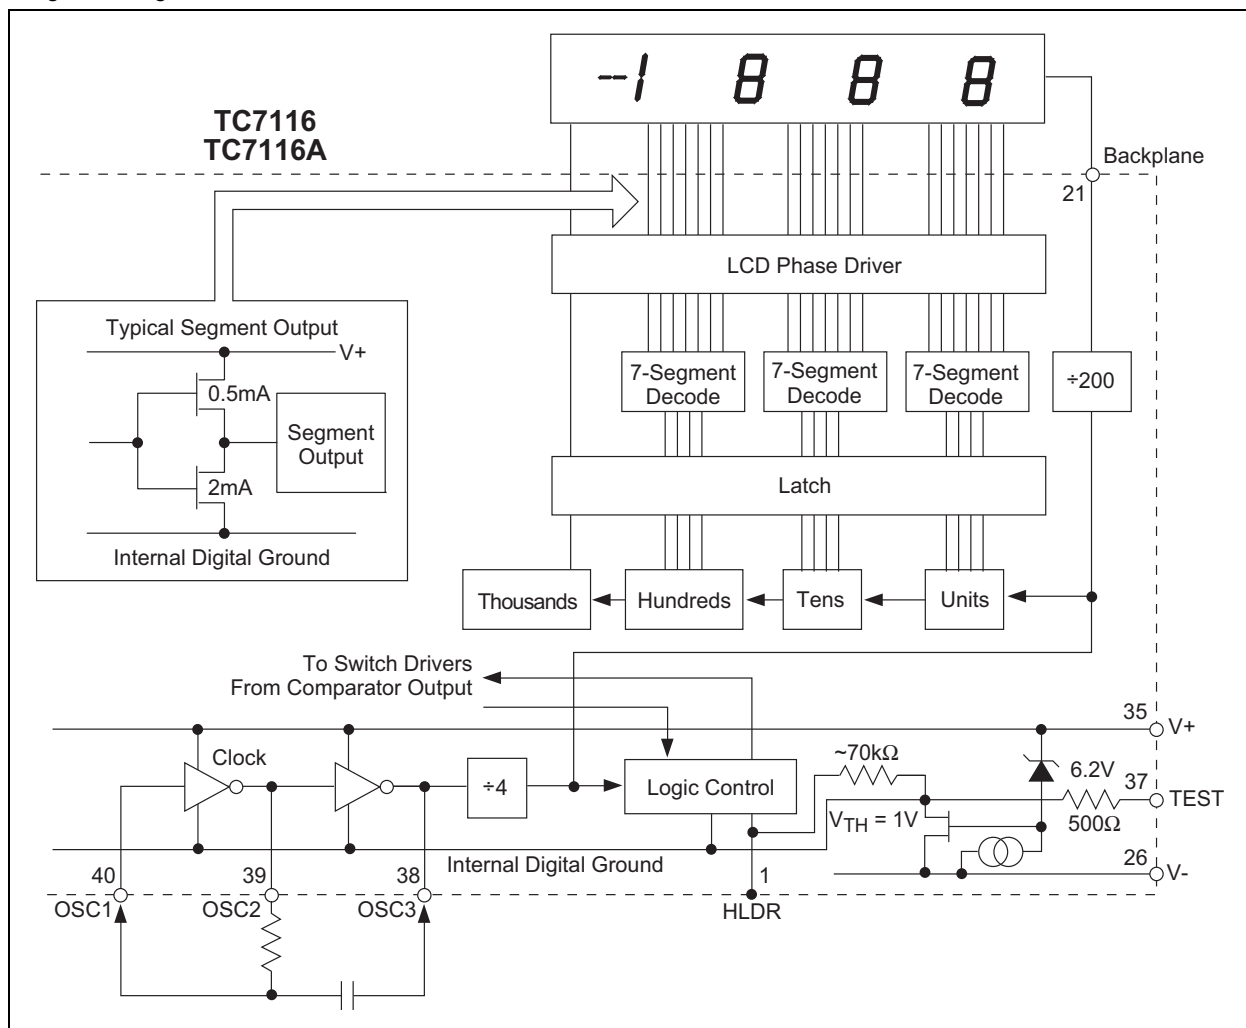 -1 8 8 8
TC7116
TC7116A
Backplane
21
LCD Phase Driver
Typical Segment Output
V+
0.5mA
Segment
Output
2mA
Internal Digital Ground
7-Segment
Decode
7-Segment
Decode
7-Segment
Decode
÷200
Latch
Thousands
Hundreds
Tens
Units
To Switch Drivers
From Comparator Output
35
V+
Clock
÷4
Logic Control
~70kΩ
6.2V
37
TEST
VTH = 1V
500Ω
Internal Digital Ground
26
V-
40
39
38
1
OSC1
OSC2
OSC3
HLDR